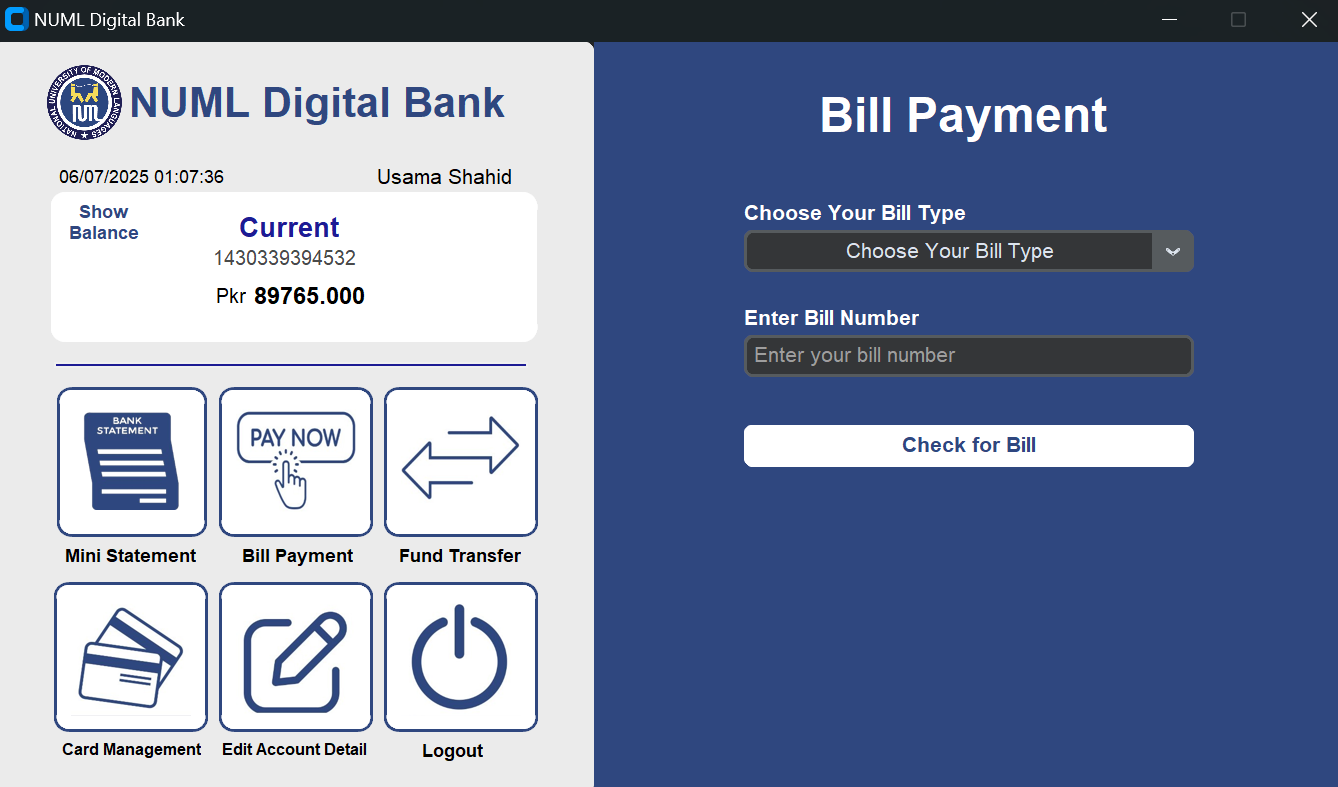 NUML Digital Bank
NATIONAL UNIVERSITY OF MODERN LANGUAGES
NUML Digital Bank
06/07/2025 01:07:36
Usama Shahid
Show
Balance
Current
1430339394532
Pkr 89765.000
BANK
STATEMENT
PAY NOW
Mini Statement
Bill Payment
Fund Transfer
Card Management
Edit Account Detail
Logout
Bill Payment
Choose Your Bill Type
Choose Your Bill Type
Enter Bill Number
Enter your bill number
Check for Bill